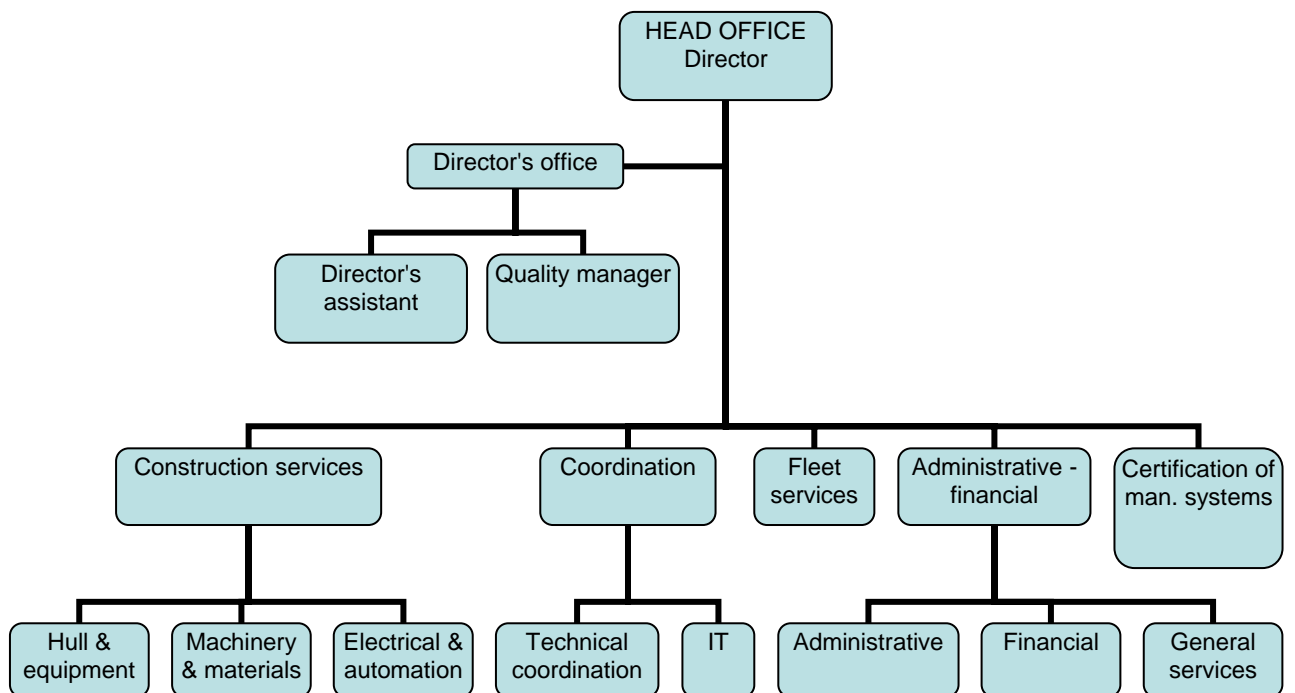 HEAD OFFICE
Director
Director's office
Director's
assistant
Quality manager
Construction services
Coordination
Fleet
services
Administrative -
financial
Certification of
man. systems
Hull &
equipment
Machinery
& materials
Electrical &
automation
Technical
coordination
IT
Administrative
Financial
General
services